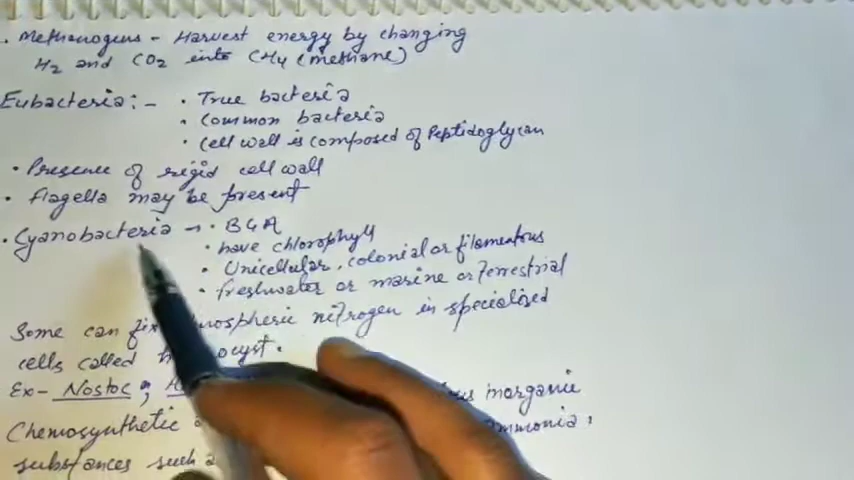 . Methanogens - Harvest energy by changing
H2 and CO2 into CH4 (methane)
Eubacteria:- • True bacteria
• Common bacteria
• Cell wall is composed of Peptidoglycan
• Presence of rigid cell wall
• Flagella may be present
• Cyanobacteria → • BGA
• have chlorophyll
• Unicellular, colonial or filamentous
• freshwater or marine or terrestrial
Some can fix nitrogen in specialised
cells called
Ex- Nostoc, inorganic
Chemosynthetic ammonia,
substances such